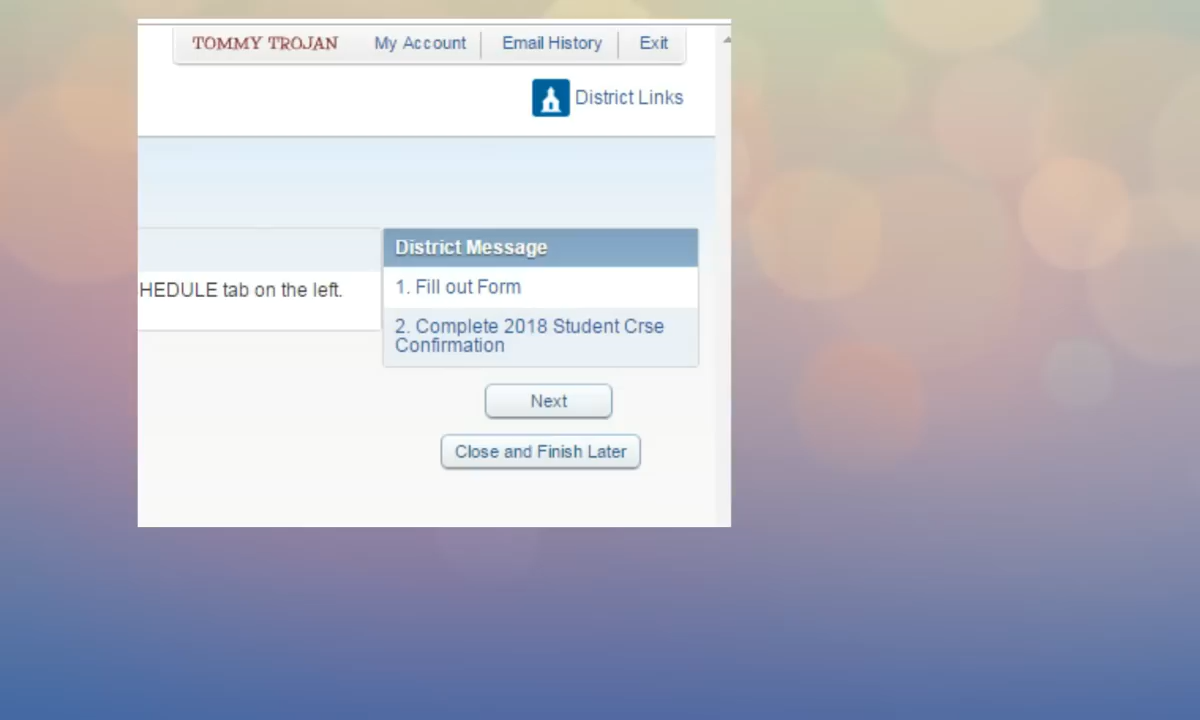 TOMMY TROJAN My Account Email History Exit
District Links
District Message
HEDULE tab on the left.
1. Fill out Form
2. Complete 2018 Student Crse
Confirmation
Next
Close and Finish Later